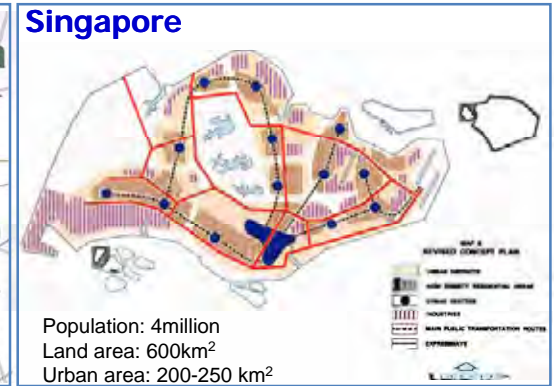 Singapore
MAP 8
REVISED CONCEPT PLAN
URBAN DISTRICTS
HIGH DENSITY RESIDENTIAL AREAS
URBAN CENTRES
INDUSTRIES
MAIN PUBLIC TRANSPORTATION ROUTES
EXPRESSWAYS
Population: 4million
Land area: 600km²
Urban area: 200-250 km²